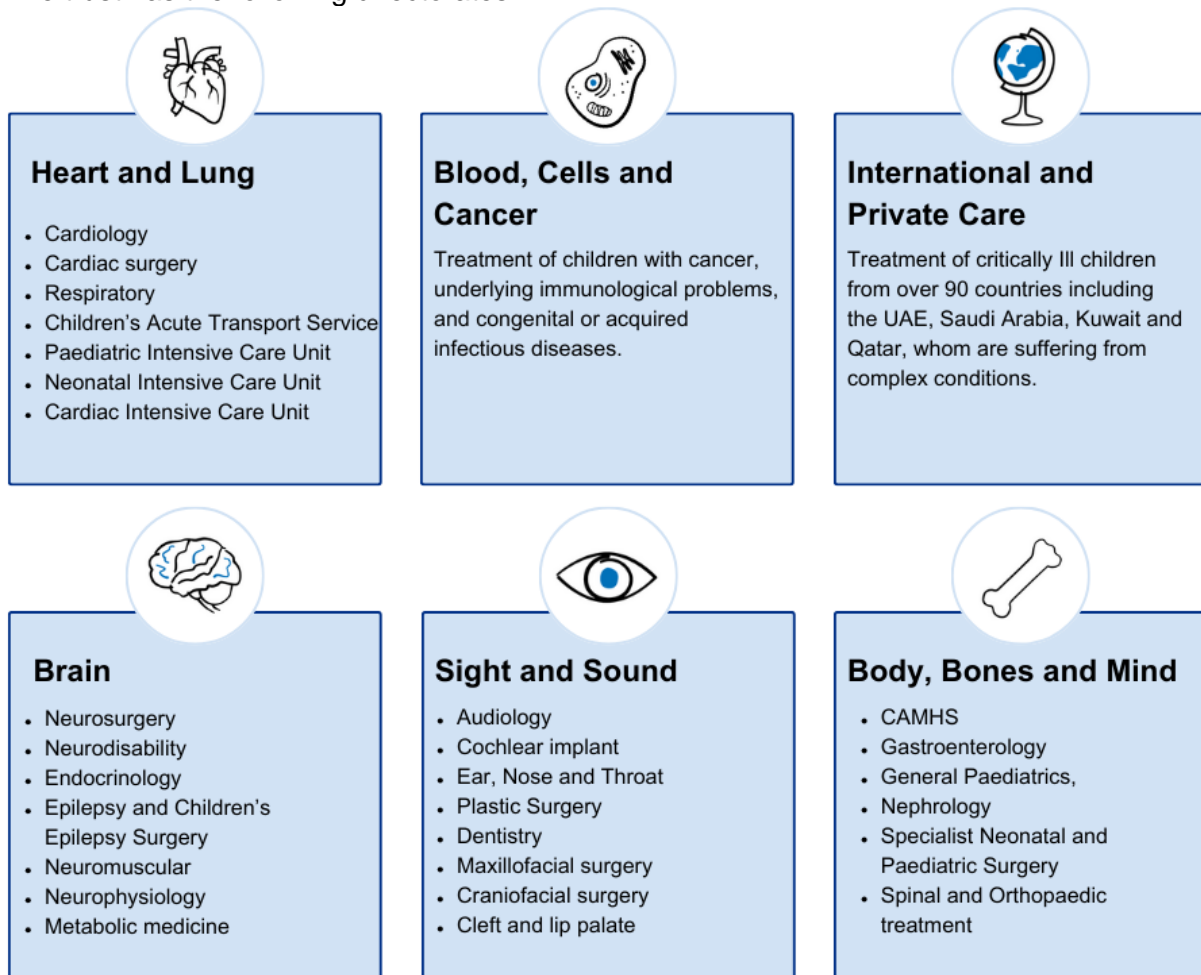 Heart and Lung
• Cardiology
• Cardiac surgery
• Respiratory
• Children's Acute Transport Service
• Paediatric Intensive Care Unit
• Neonatal Intensive Care Unit
• Cardiac Intensive Care Unit
Blood, Cells and
Cancer
Treatment of children with cancer,
underlying immunological problems,
and congenital or acquired
infectious diseases.
International and
Private Care
Treatment of critically Ill children
from over 90 countries including
the UAE, Saudi Arabia, Kuwait and
Qatar, whom are suffering from
complex conditions.
Brain
• Neurosurgery
• Neurodisability
• Endocrinology
• Epilepsy and Children's
Epilepsy Surgery
• Neuromuscular
• Neurophysiology
• Metabolic medicine
Sight and Sound
• Audiology
• Cochlear implant
• Ear, Nose and Throat
• Plastic Surgery
• Dentistry
• Maxillofacial surgery
• Craniofacial surgery
• Cleft and lip palate
Body, Bones and Mind
• CAMHS
• Gastroenterology
• General Paediatrics,
• Nephrology
• Specialist Neonatal and
Paediatric Surgery
• Spinal and Orthopaedic
treatment